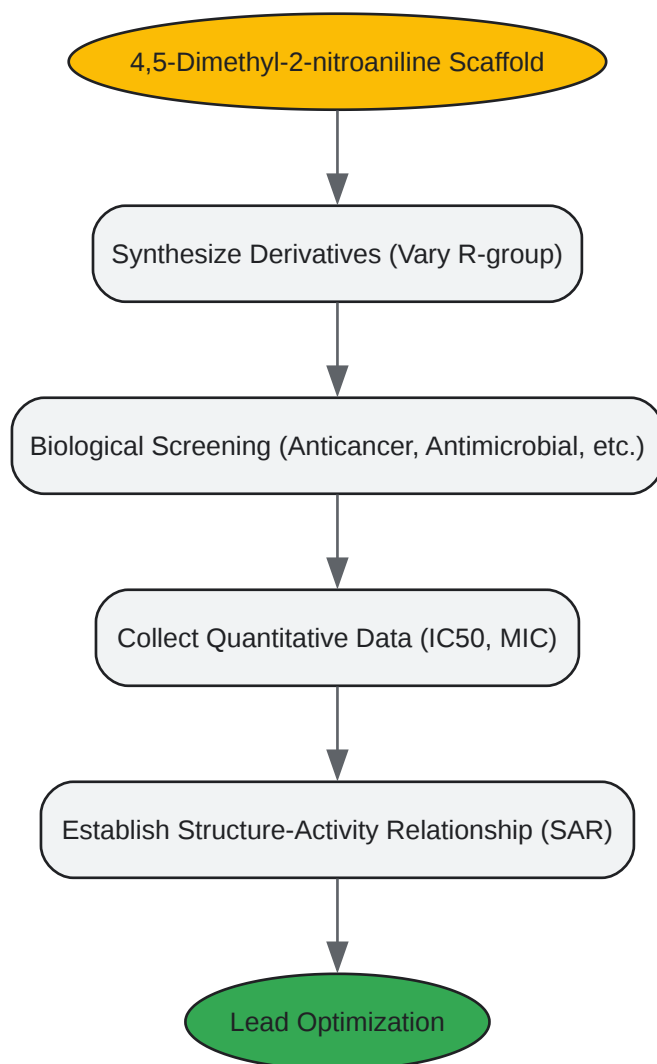 4,5-Dimethyl-2-nitroaniline Scaffold
Synthesize Derivatives (Vary R-group)
Biological Screening (Anticancer, Antimicrobial, etc.)
Collect Quantitative Data (IC50, MIC)
Establish Structure-Activity Relationship (SAR)
Lead Optimization